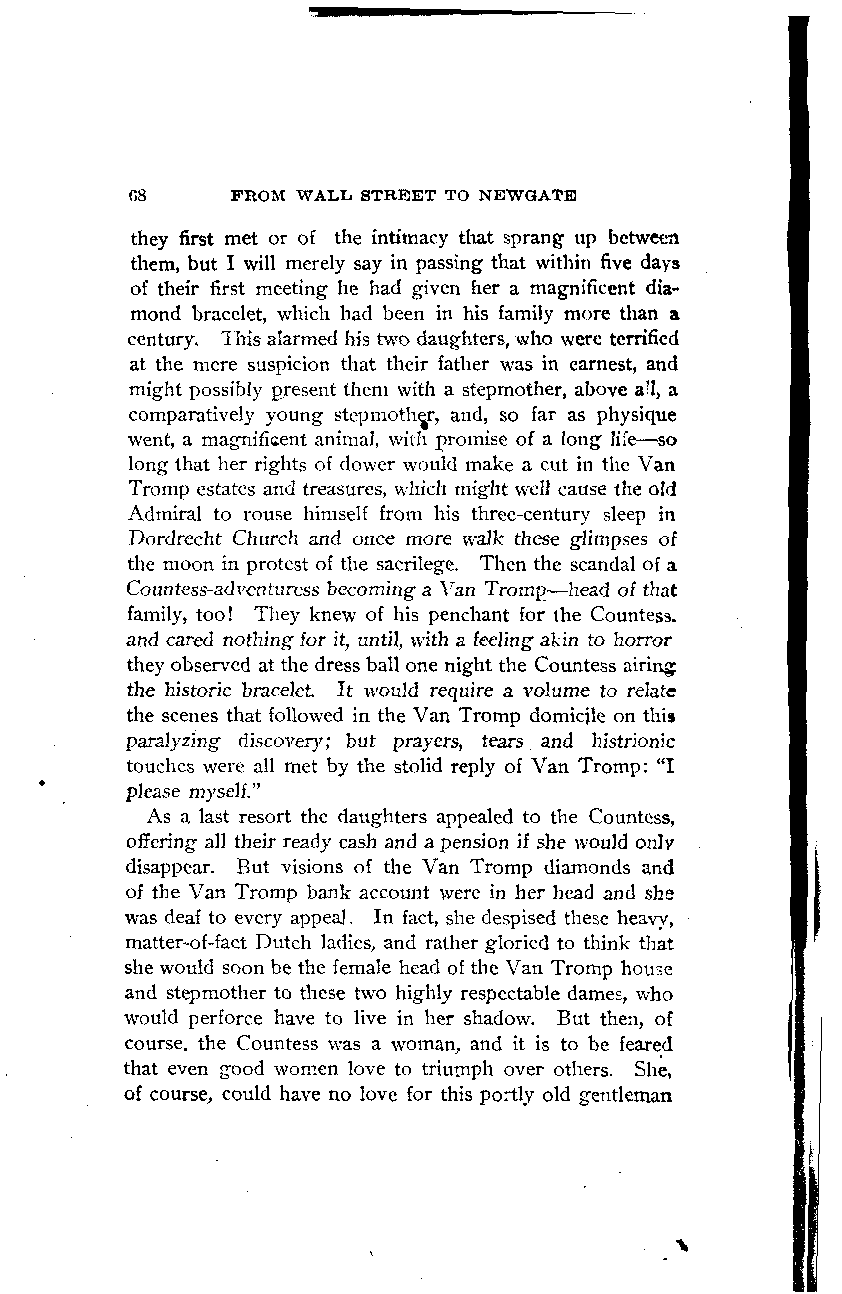 68 FROM WALL STREET TO NEWGATE
they first met or of the intimacy that sprang up between
them, but I will merely say in passing that within five days
of their first meeting he had given her a magnificent dia-
mond bracelet, which had been in his family more than a
century. This alarmed his two daughters, who were terrified
at the mere suspicion that their father was in earnest, and
might possibly present them with a stepmother, above all, a
comparatively young stepmother, and, so far as physique
went, a magnificent animal, with promise of a long life—so
long that her rights of dower would make a cut in the Van
Tromp estates and treasures, which might well cause the old
Admiral to rouse himself from his three-century sleep in
Dordrecht Church and once more walk these glimpses of
the moon in protest of the sacrilege. Then the scandal of a
Countess-adventuress becoming a Van Tromp—head of that
family, too! They knew of his penchant for the Countess.
and cared nothing for it, until, with a feeling akin to horror
they observed at the dress ball one night the Countess airing
the historic bracelet. It would require a volume to relate
the scenes that followed in the Van Tromp domicile on this
paralyzing discovery; but prayers, tears and histrionic
touches were all met by the stolid reply of Van Tromp: "I
please myself."
As a last resort the daughters appealed to the Countess,
offering all their ready cash and a pension if she would only
disappear. But visions of the Van Tromp diamonds and
of the Van Tromp bank account were in her head and she
was deaf to every appeal. In fact, she despised these heavy,
matter-of-fact Dutch ladies, and rather gloried to think that
she would soon be the female head of the Van Tromp house
and stepmother to these two highly respectable dames, who
would perforce have to live in her shadow. But then, of
course. the Countess was a woman, and it is to be feared
that even good women love to triumph over others. She,
of course, could have no love for this portly old gentleman